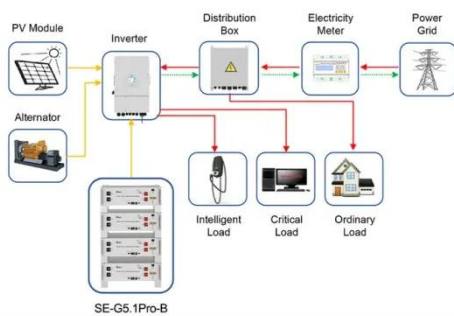 PV Module
Inverter
Distribution
Box
Electricity
Meter
Power
Grid
Alternator
Intelligent
Load
Critical
Load
Ordinary
Load
SE-G5.1Pro-B